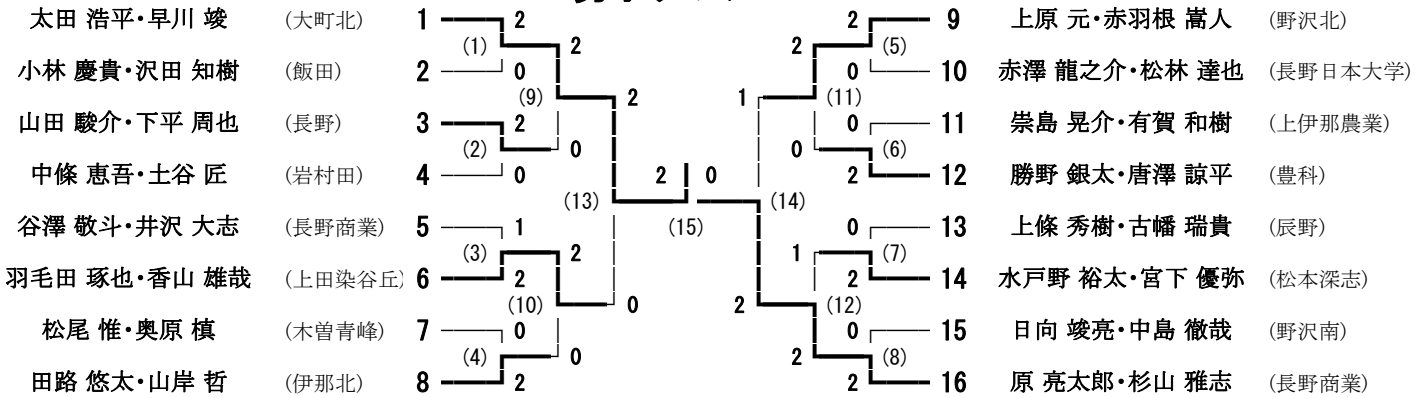 太田 浩平・早川 竣 (大町北) 1 2
2 9 上原 元・赤羽根 嵩人 (野沢北)
(1) 2
2 (5)
小林 慶貴・沢田 知樹 (飯田) 2 0
0 10 赤澤 龍之介・松林 達也 (長野日本大学)
(9) 2
1 (11)
山田 駿介・下平 周也 (長野) 3 2
0 11 崇島 晃介・有賀 和樹 (上伊那農業)
(2) 0
0 (6)
中條 恵吾・土谷 匠 (岩村田) 4 0
2 12 勝野 銀太・唐澤 諒平 (豊科)
2 0
(13) (15) (14)
谷澤 敬斗・井沢 大志 (長野商業) 5 1
0 13 上條 秀樹・古幡 瑞貴 (辰野)
(3) 2
1 (7)
羽毛田 琢也・香山 雄哉 (上田染谷丘) 6 2
2 14 水戸野 裕太・宮下 優弥 (松本深志)
(10) 0
2 (12)
松尾 惟・奥原 槙 (木曽青峰) 7 0
0 15 日向 竣亮・中島 徹哉 (野沢南)
(4) 0
2 (8)
田路 悠太・山岸 哲 (伊那北) 8 2
2 16 原 亮太郎・杉山 雅志 (長野商業)